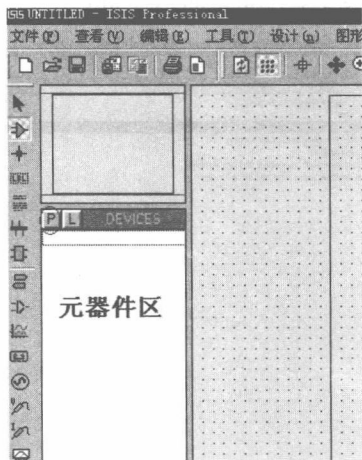 ISIS UNTITLED - ISIS Professional
文件(F) 查看(V) 编辑(E) 工具(T) 设计(D) 图形
P L DEVICES
元器件区